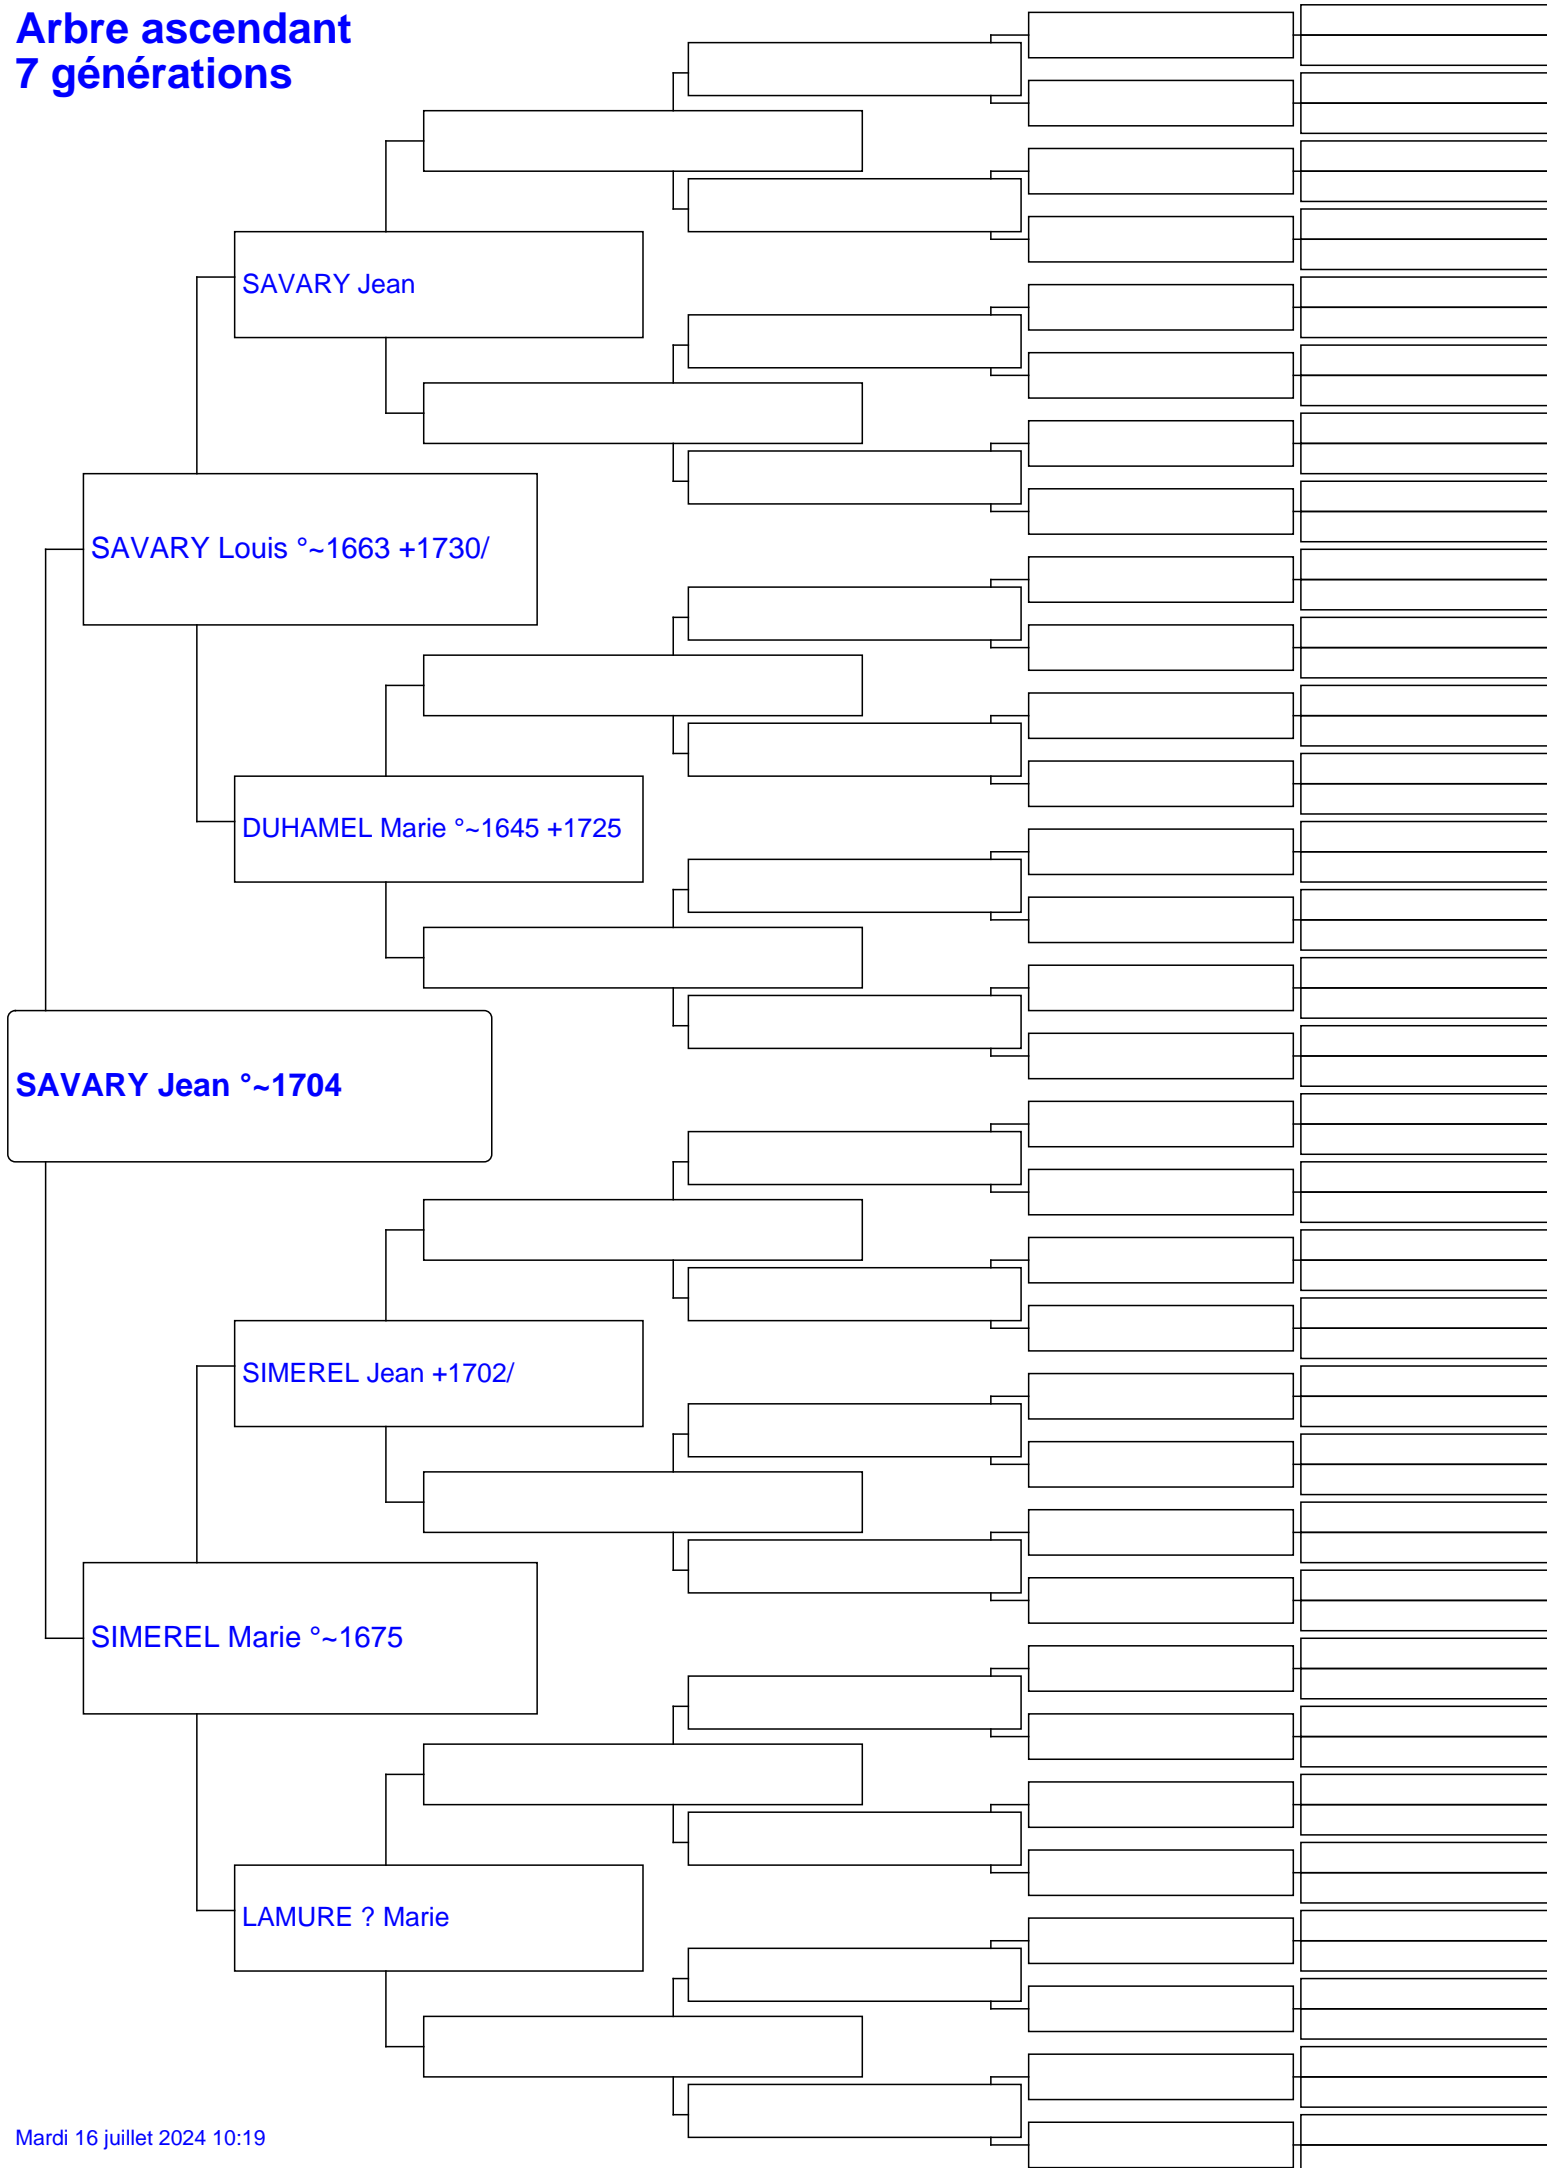 Arbre ascendant
7 générations
SAVARY Jean
SAVARY Louis °~1663 +1730/
DUHAMEL Marie °~1645 +1725
SAVARY Jean °~1704
SIMEREL Jean +1702/
SIMEREL Marie °~1675
LAMURE ? Marie
Mardi 16 juillet 2024 10:19